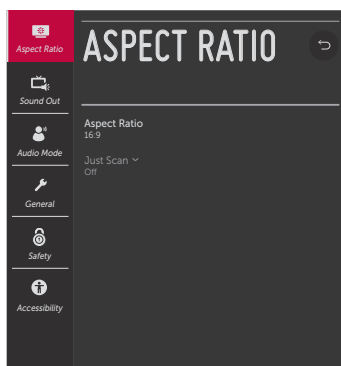 Aspect Ratio
Sound Out
Audio Mode
General
Safety
Accessibility
ASPECT RATIO
Aspect Ratio
16:9
Just Scan
Off